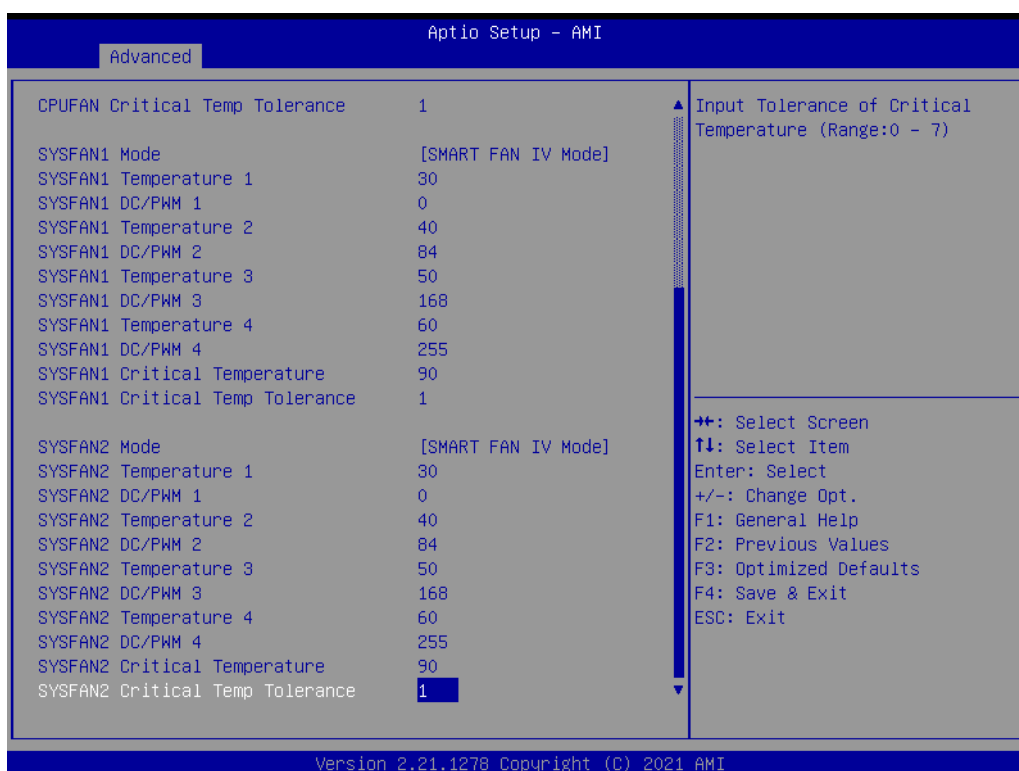 Aptio Setup – AMI
Advanced
CPUFAN Critical Temp Tolerance 1
SYSFAN1 Mode [SMART FAN IV Mode]
SYSFAN1 Temperature 1 30
SYSFAN1 DC/PWM 1 0
SYSFAN1 Temperature 2 40
SYSFAN1 DC/PWM 2 84
SYSFAN1 Temperature 3 50
SYSFAN1 DC/PWM 3 168
SYSFAN1 Temperature 4 60
SYSFAN1 DC/PWM 4 255
SYSFAN1 Critical Temperature 90
SYSFAN1 Critical Temp Tolerance 1
SYSFAN2 Mode [SMART FAN IV Mode]
SYSFAN2 Temperature 1 30
SYSFAN2 DC/PWM 1 0
SYSFAN2 Temperature 2 40
SYSFAN2 DC/PWM 2 84
SYSFAN2 Temperature 3 50
SYSFAN2 DC/PWM 3 168
SYSFAN2 Temperature 4 60
SYSFAN2 DC/PWM 4 255
SYSFAN2 Critical Temperature 90
SYSFAN2 Critical Temp Tolerance 1
Input Tolerance of Critical
Temperature (Range:0 – 7)
→←: Select Screen
↑↓: Select Item
Enter: Select
+/-: Change Opt.
F1: General Help
F2: Previous Values
F3: Optimized Defaults
F4: Save & Exit
ESC: Exit
Version 2.21.1278 Copyright (C) 2021 AMI